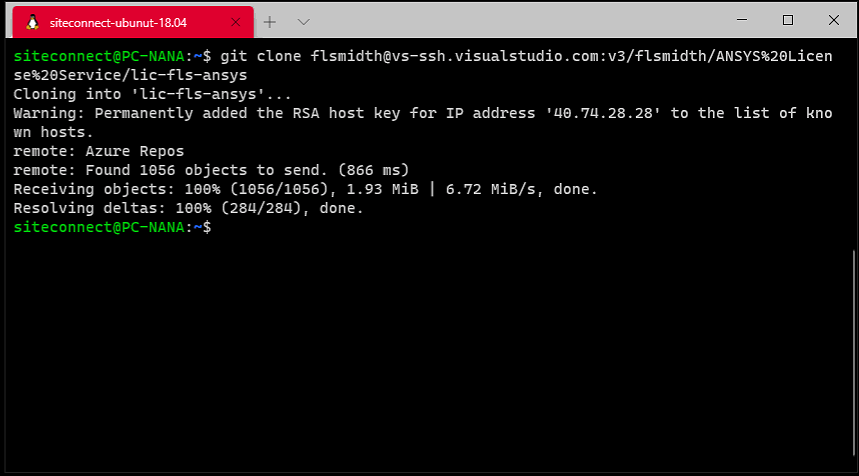 siteconnect-ubunut-18.04
siteconnect@PC-NANA:~$ git clone flsmidth@vs-ssh.visualstudio.com:v3/flsmidth/ANSYS%20Licen
se%20Service/lic-fls-ansys
Cloning into 'lic-fls-ansys'...
Warning: Permanently added the RSA host key for IP address '40.74.28.28' to the list of kno
wn hosts.
remote: Azure Repos
remote: Found 1056 objects to send. (866 ms)
Receiving objects: 100% (1056/1056), 1.93 MiB | 6.72 MiB/s, done.
Resolving deltas: 100% (284/284), done.
siteconnect@PC-NANA:~$